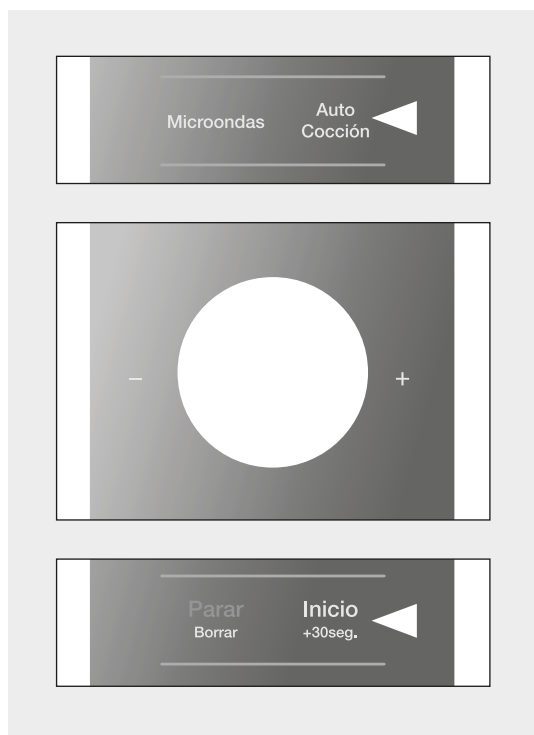 Microondas
Auto
Cocción
− +
Parar
Borrar
Inicio
+30seg.